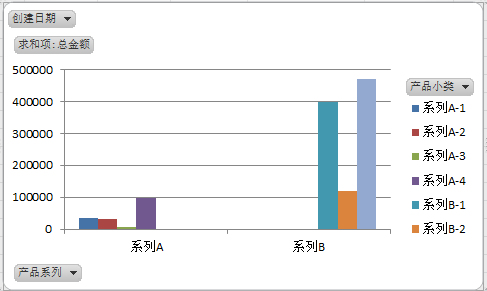 创建日期
求和项:总金额
500000
400000
300000
200000
100000
0
系列A
系列B
产品小类
系列A-1
系列A-2
系列A-3
系列A-4
系列B-1
系列B-2
产品系列